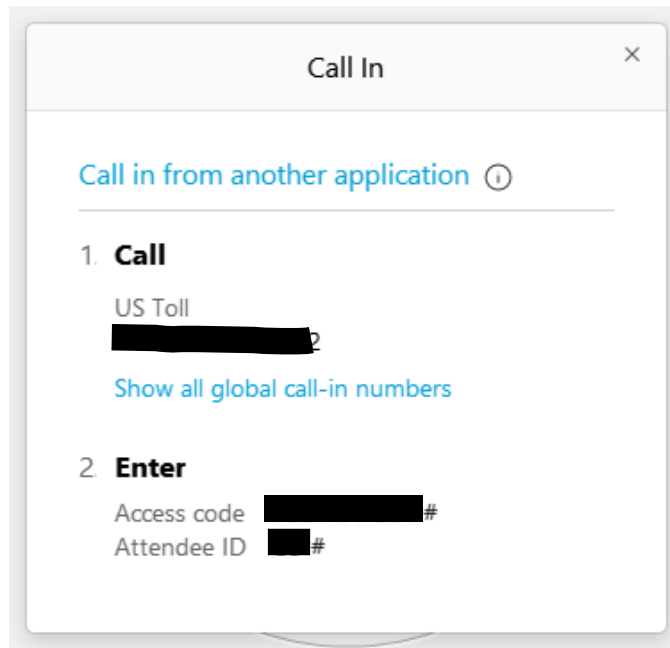 Call In
Call in from another application
1. Call
US Toll
2
Show all global call-in numbers
2. Enter
Access code #
Attendee ID #